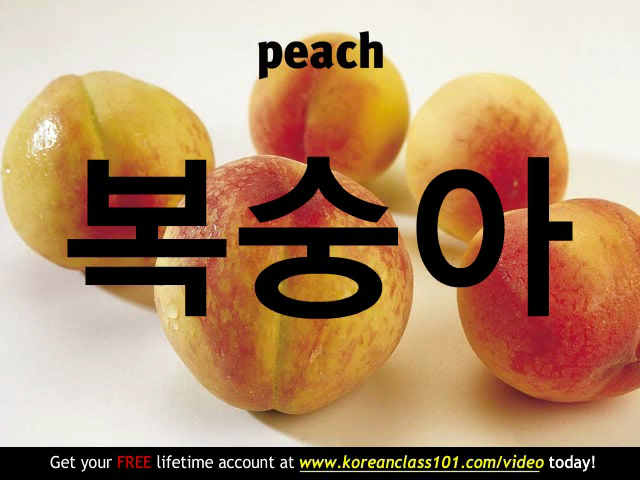 peach
복숭아
Get your FREE lifetime account at www.koreanclass101.com/video today!